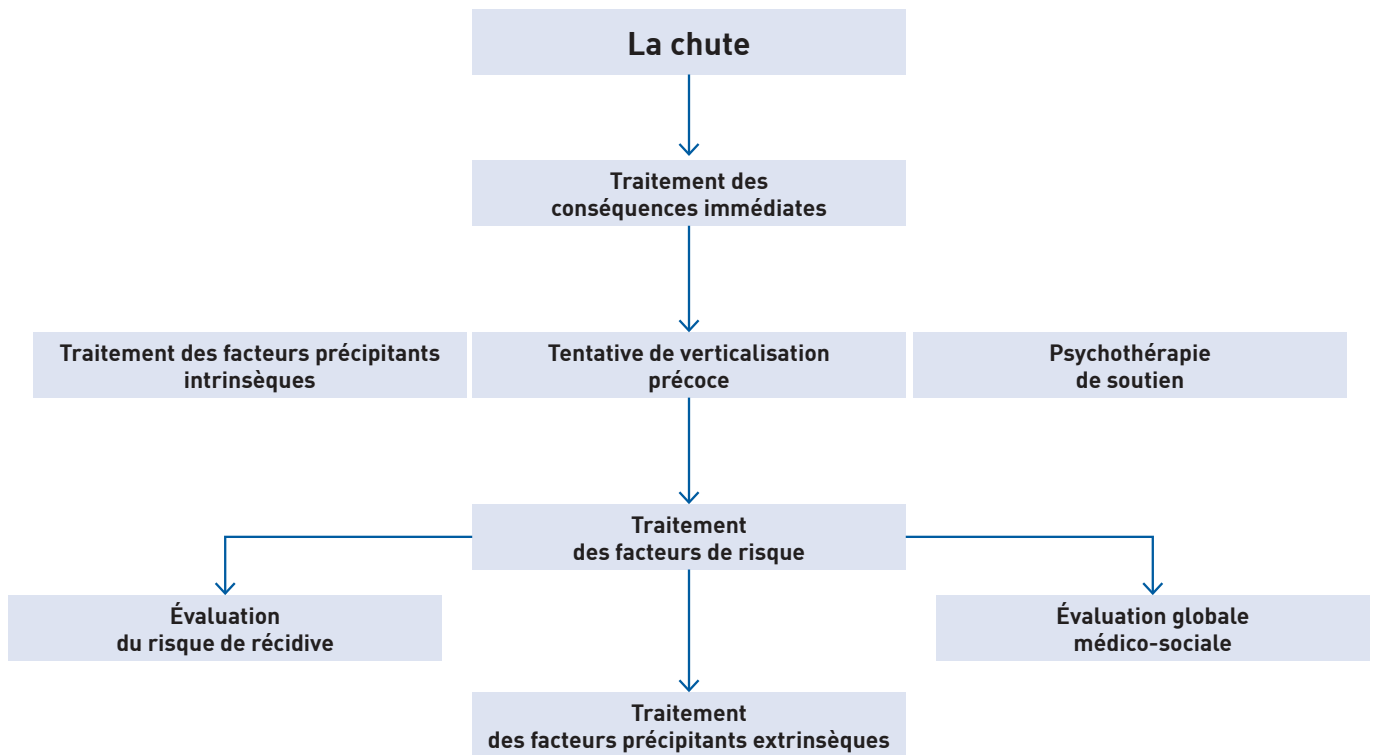 La chute
Traitement des
conséquences immédiates
Traitement des facteurs précipitants
intrinsèques
Tentative de verticalisation
précoce
Psychothérapie
de soutien
Traitement
des facteurs de risque
Évaluation
du risque de récidive
Évaluation globale
médico-sociale
Traitement
des facteurs précipitants extrinsèques